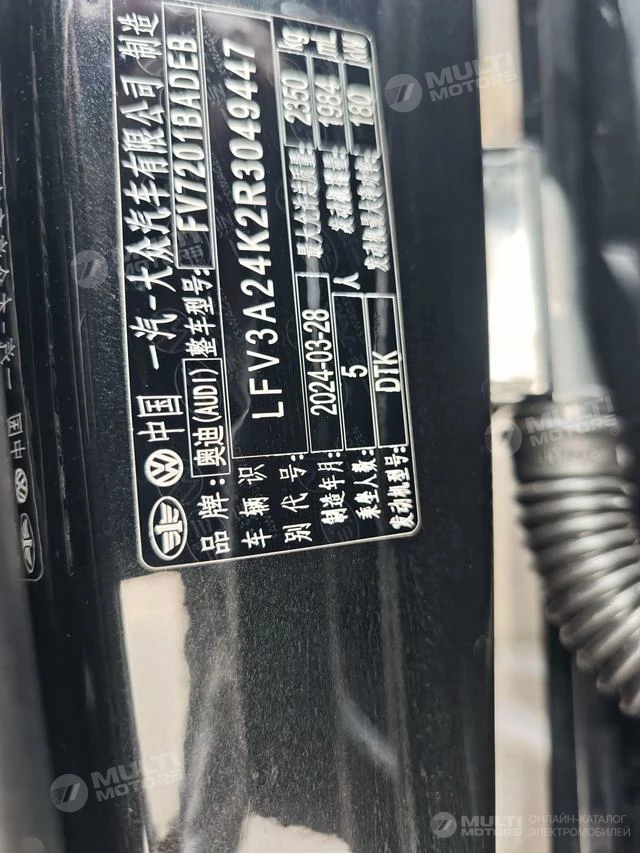 中国 一汽-大众汽车有限公司 制造
品牌: 奥迪(AUDI) 整车型号: FV7201BADEB
车辆识别代号: LFV3A24K2R3049447
制造年月: 2024-03-28 最大允许总质量: 2350 kg
乘坐人数: 5 人 发动机排量: 1984 mL
发动机型号: DTK 发动机最大净功率: 180 kW
MULTI MOTORS
MULTI MOTORS
MULTI MOTORS
MULTI MOTORS ОНЛАЙН-КАТАЛОГ ЭЛЕКТРОМОБИЛЕЙ